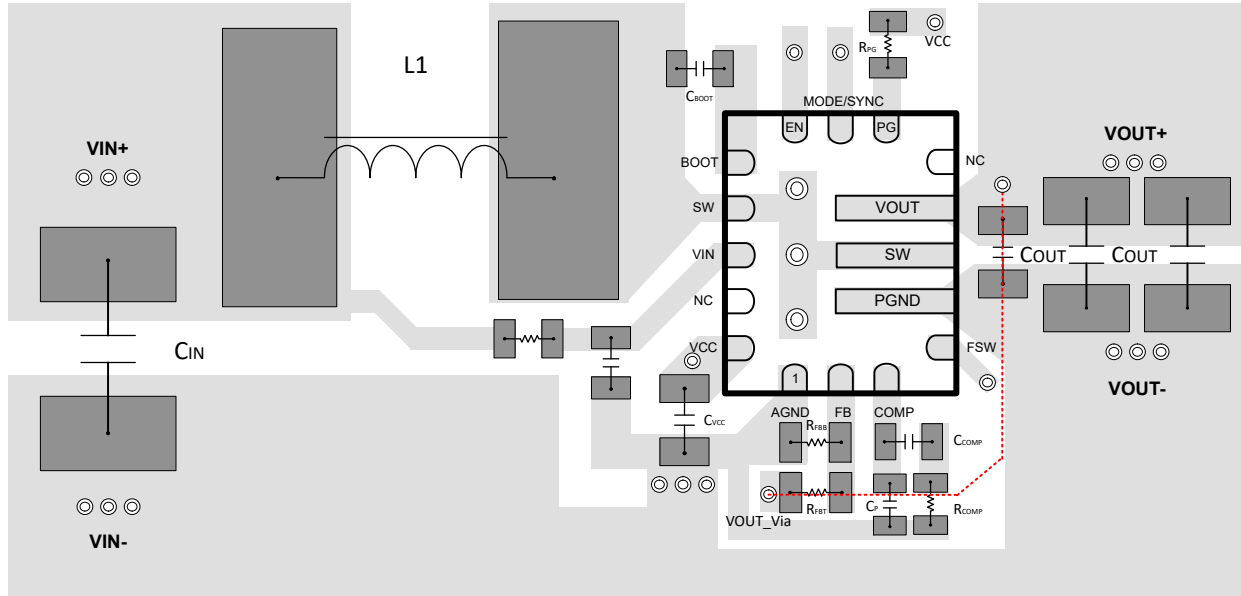 L1
VIN+
CIN
VIN-
CBOOT
RPG
VCC
MODE/SYNC
EN
PG
BOOT
SW
VIN
NC
VCC
NC
VOUT
SW
PGND
FSW
1
AGND
FB
COMP
VOUT+
COUT
COUT
VOUT-
CVCC
RFBB
CCOMP
RFBT
CP
RCOMP
VOUT_Via